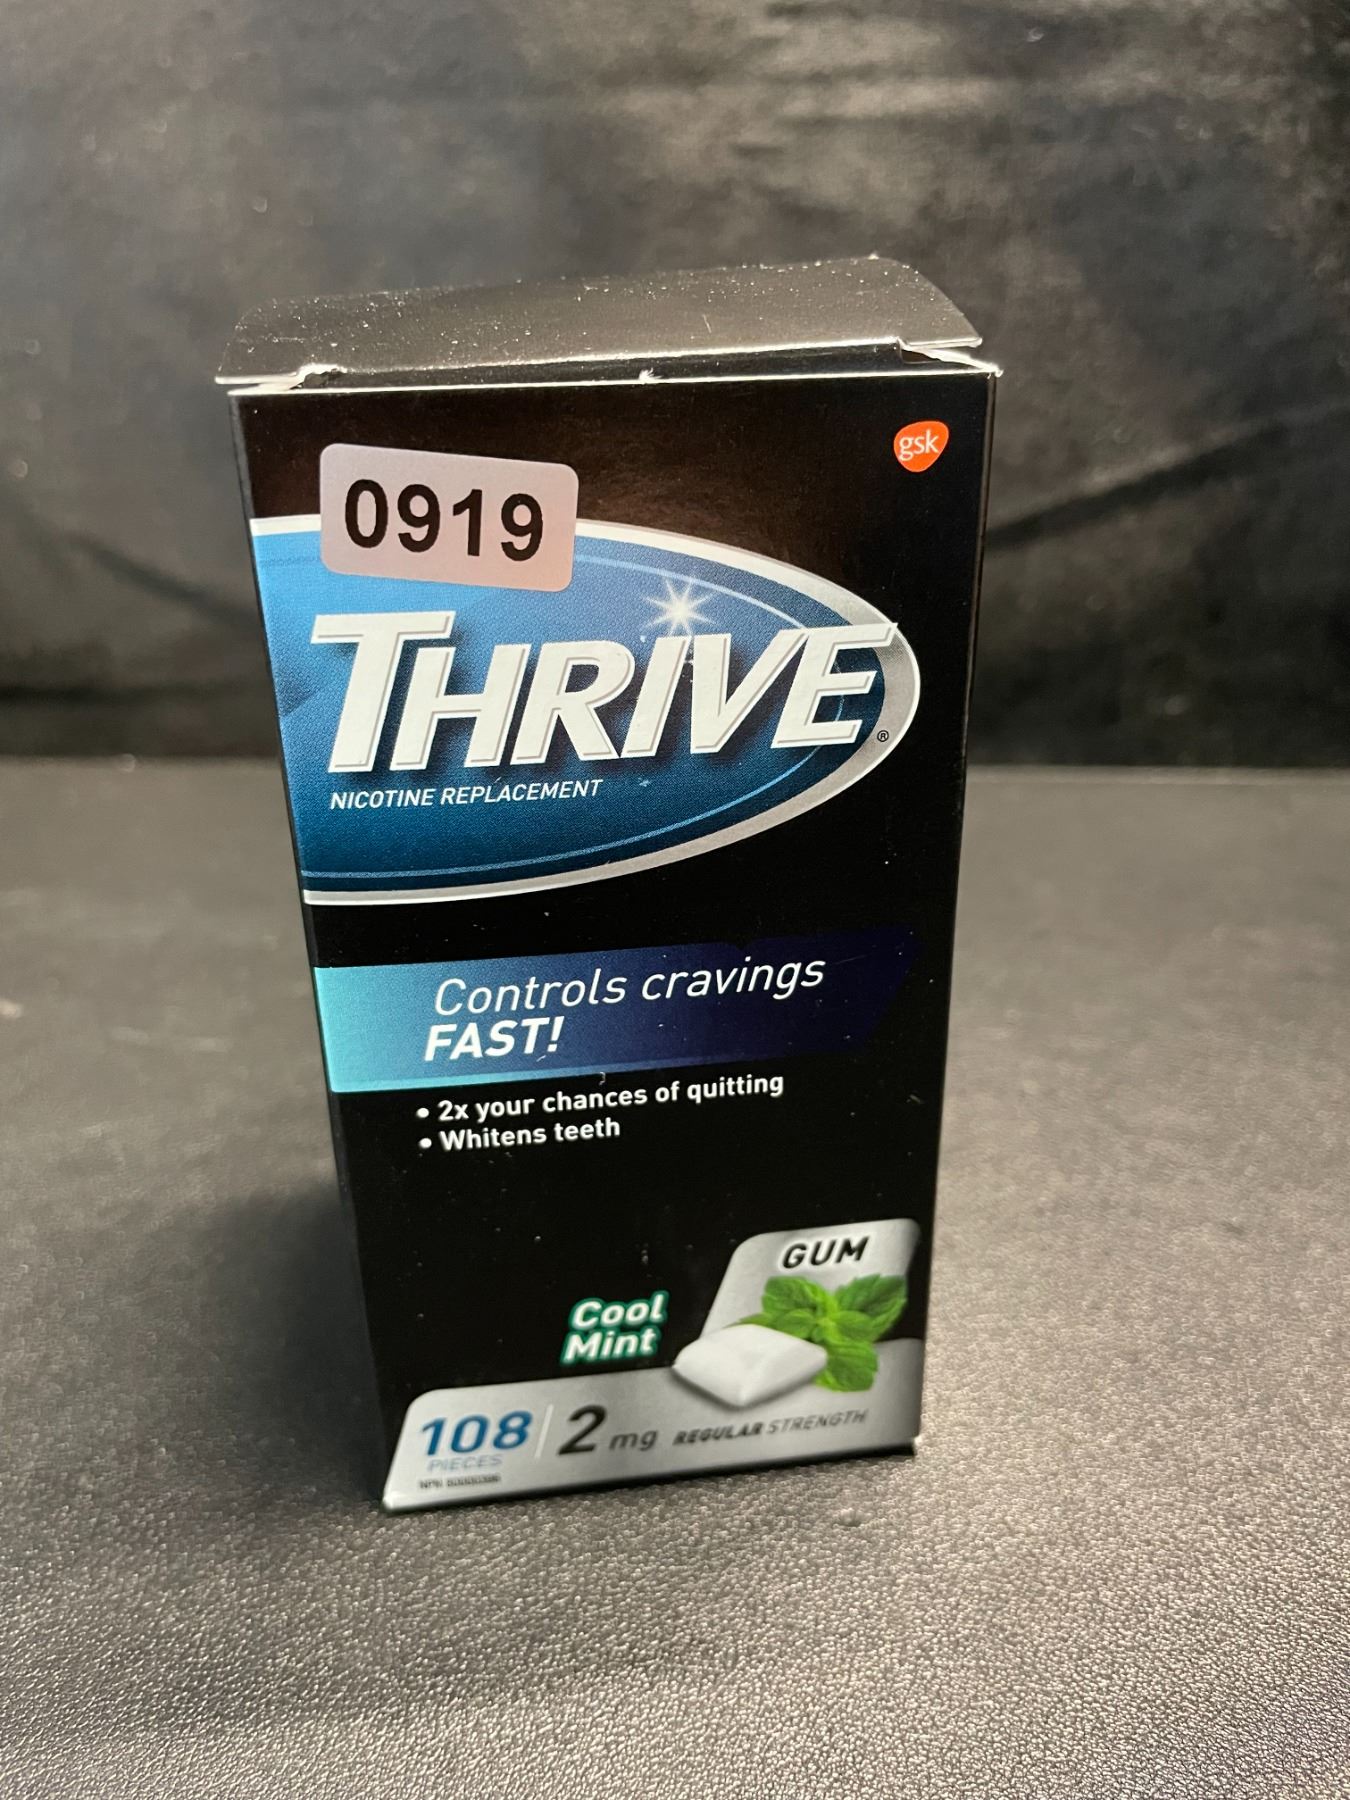 gsk
0919
THRIVE®
NICOTINE REPLACEMENT
Controls cravings
FAST!
• 2x your chances of quitting
• Whitens teeth
GUM
Cool
Mint
108
PIECES
2 mg REGULAR STRENGTH
NPN